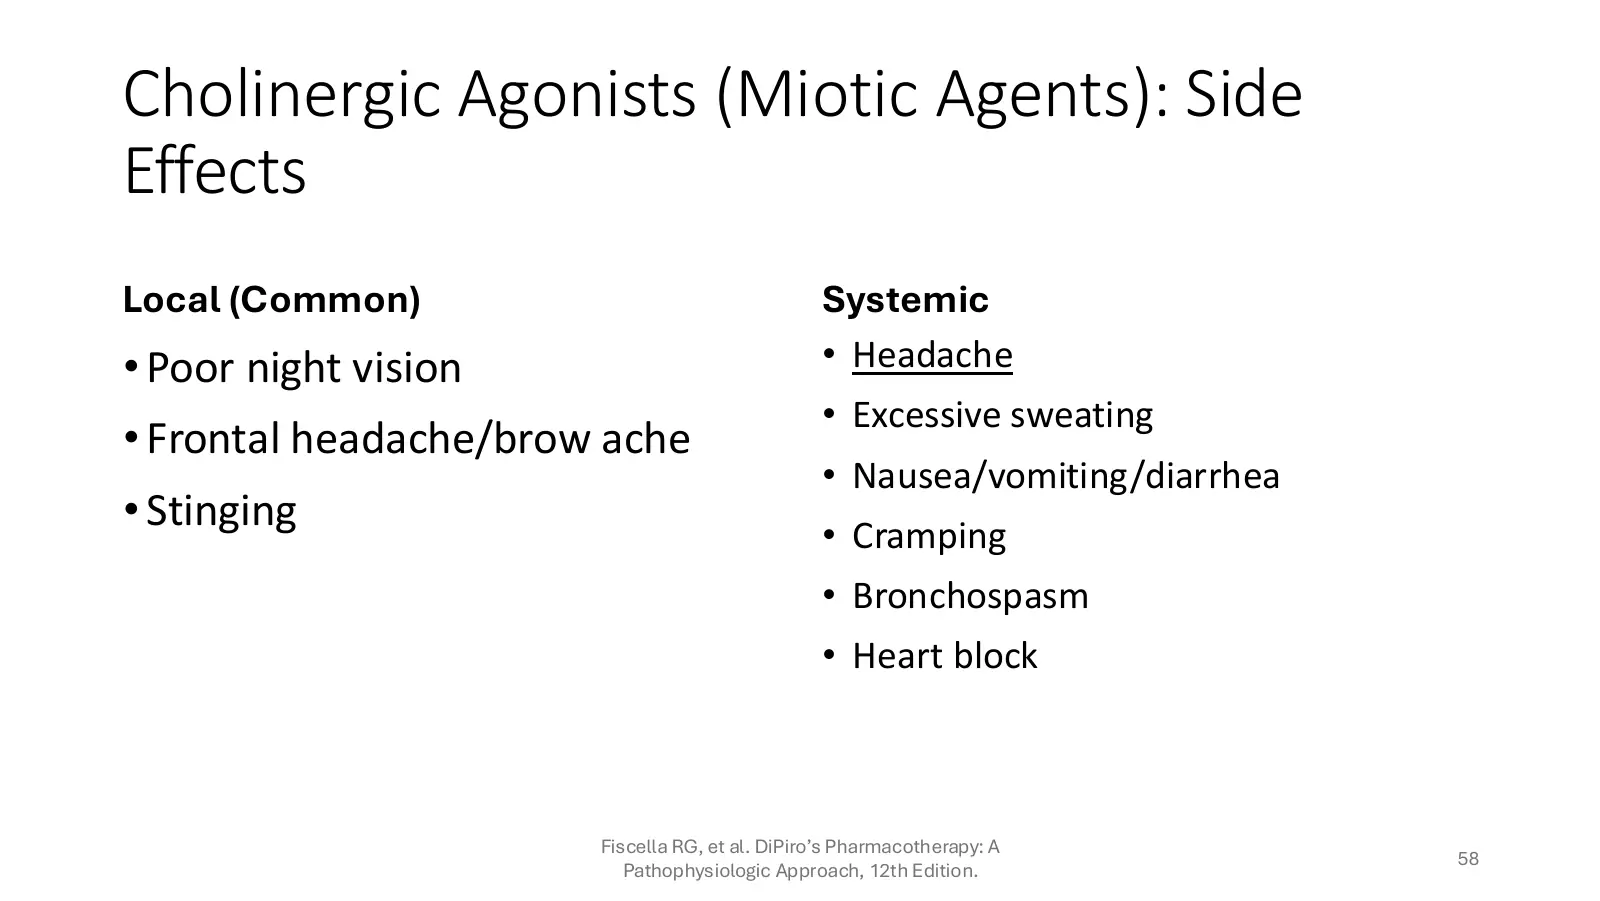 Cholinergic Agonists (Miotic Agents): Side
Effects
Local (Common)
• Poor night vision
• Frontal headache/brow ache
• Stinging
Systemic
• Headache
• Excessive sweating
• Nausea/vomiting/diarrhea
• Cramping
• Bronchospasm
• Heart block
Fiscella RG, et al. DiPiro’s Pharmacotherapy: A
Pathophysiologic Approach, 12th Edition.
58